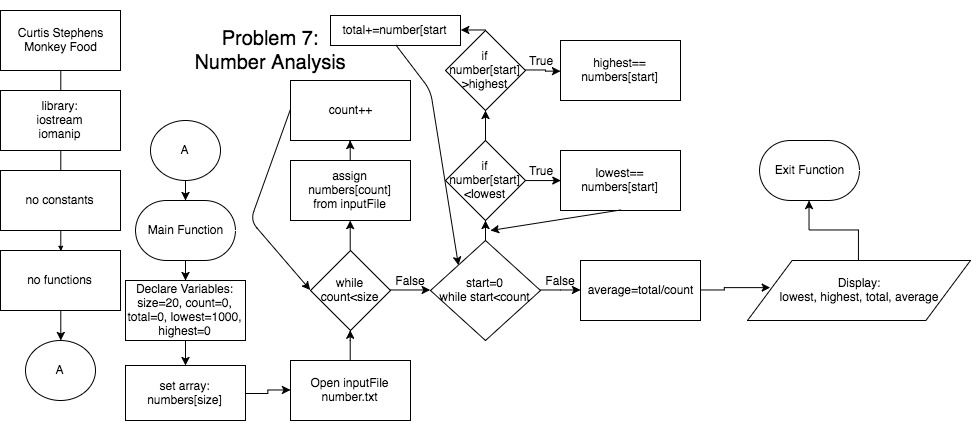 Curtis Stephens
Monkey Food
library:
iostream
iomanip
no constants
no functions
A
Problem 7:
Number Analysis
A
Main Function
Declare Variables:
size=20, count=0,
total=0, lowest=1000,
highest=0
set array:
numbers[size]
Open inputFile
number.txt
while
count<size
assign
numbers[count]
from inputFile
count++
False
start=0
while start<count
if
number[start]
<lowest
True
lowest==
numbers[start]
if
number[start]
>highest
True
highest==
numbers[start]
total+=number[start
False
average=total/count
Display:
lowest, highest, total, average
Exit Function